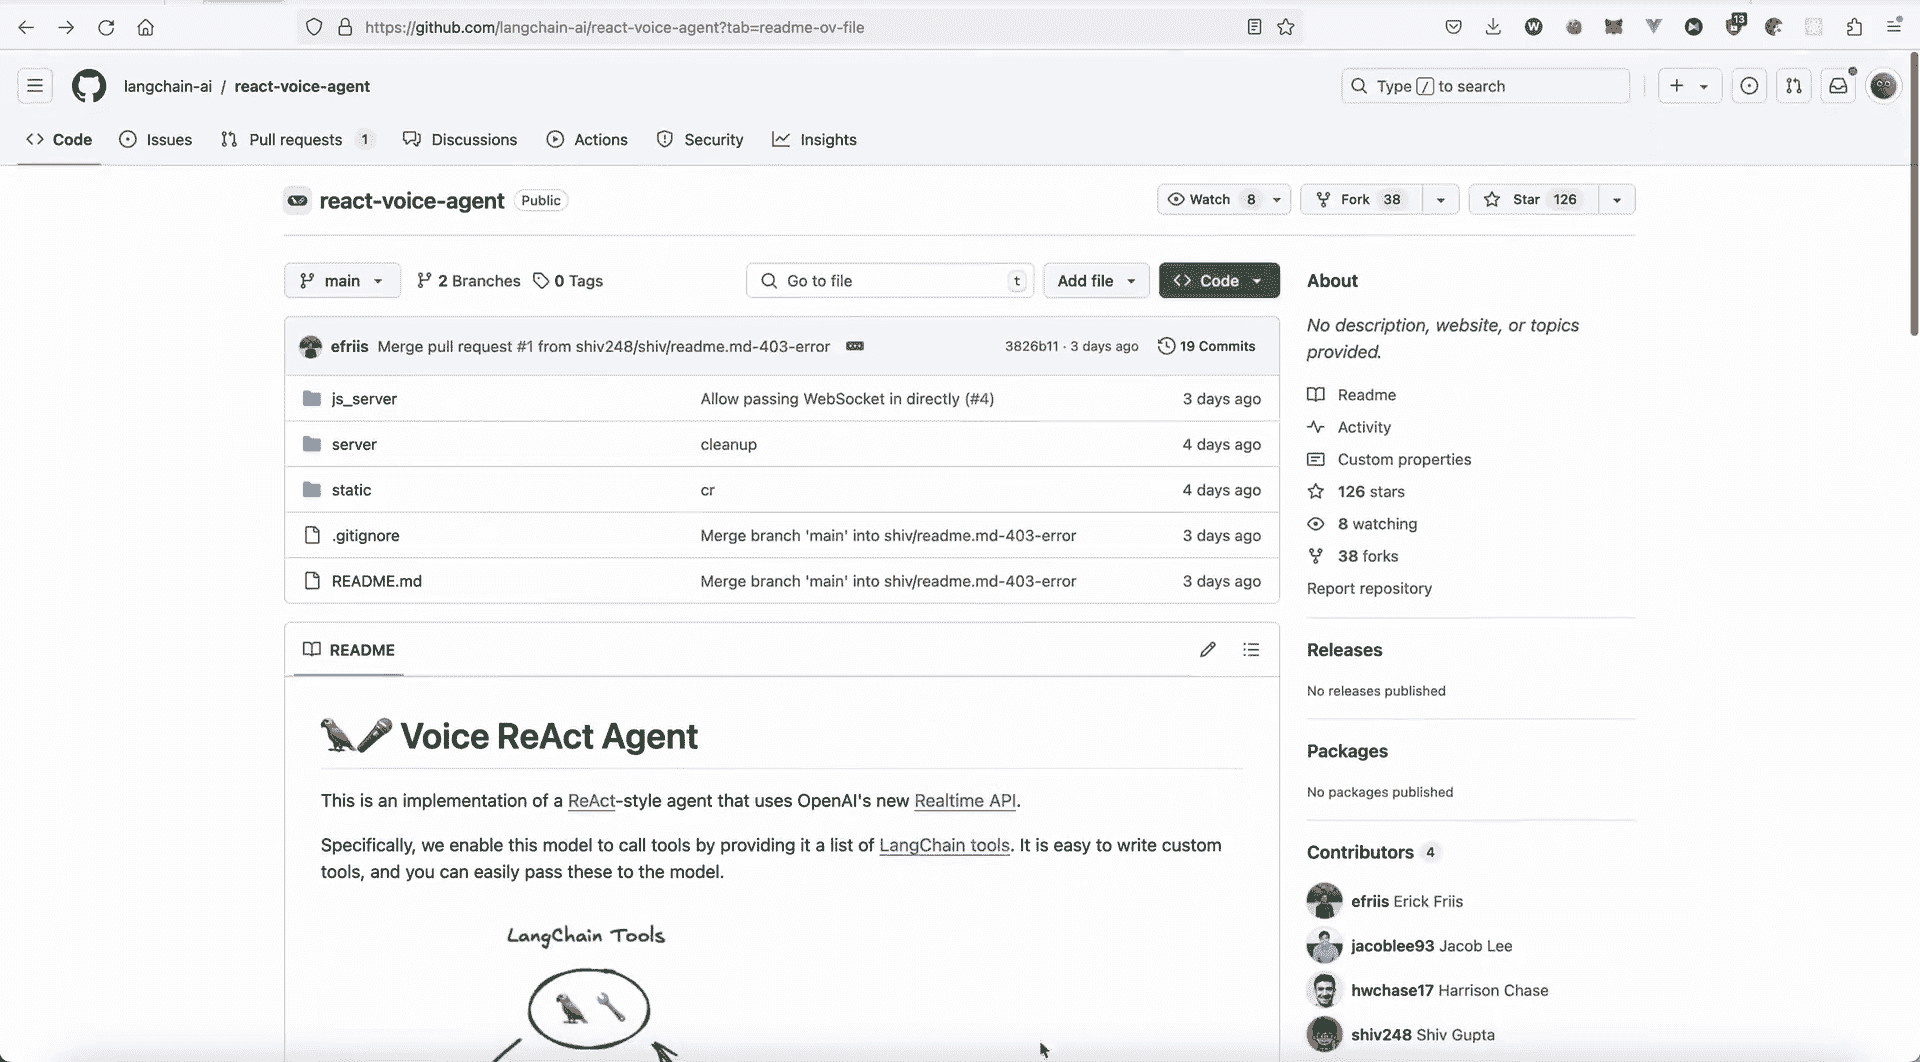 https://github.com/langchain-ai/react-voice-agent?tab=readme-ov-file
13
langchain-ai / react-voice-agent
Type / to search
Code
Issues
Pull requests 1
Discussions
Actions
Security
Insights
react-voice-agent Public
Watch 8
Fork 38
Star 126
main
2 Branches
0 Tags
Go to file t
Add file
Code
efriis Merge pull request #1 from shiv248/shiv/readme.md-403-error
3826b11 · 3 days ago
19 Commits
js_server Allow passing WebSocket in directly (#4) 3 days ago
server cleanup 4 days ago
static cr 4 days ago
.gitignore Merge branch 'main' into shiv/readme.md-403-error 3 days ago
README.md Merge branch 'main' into shiv/readme.md-403-error 3 days ago
README
Voice ReAct Agent
This is an implementation of a ReAct-style agent that uses OpenAI's new Realtime API.
Specifically, we enable this model to call tools by providing it a list of LangChain tools. It is easy to write custom
tools, and you can easily pass these to the model.
LangChain Tools
About
No description, website, or topics
provided.
Readme
Activity
Custom properties
126 stars
8 watching
38 forks
Report repository
Releases
No releases published
Packages
No packages published
Contributors 4
efriis Erick Friis
jacoblee93 Jacob Lee
hwchase17 Harrison Chase
shiv248 Shiv Gupta